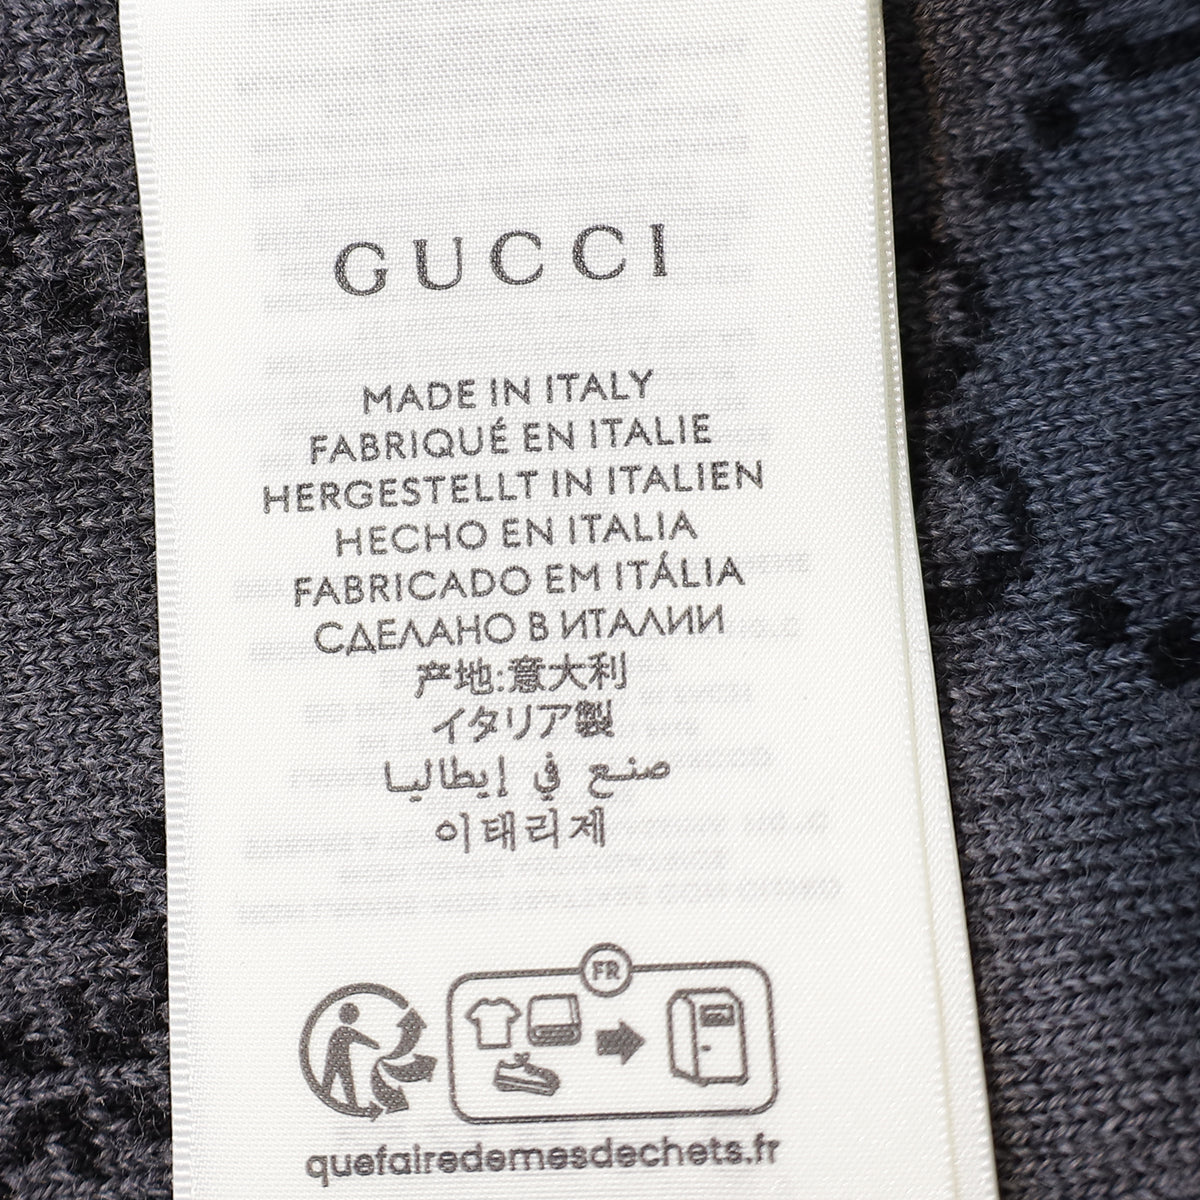 GUCCI
MADE IN ITALY
FABRIQUÉ EN ITALIE
HERGESTELLT IN ITALIEN
HECHO EN ITALIA
FABRICADO EM ITÁLIA
СДЕЛАНО В ИТАЛИИ
产地:意大利
イタリア製
صنع في إيطاليا
이태리제
FR
quefairedemesdechets.fr